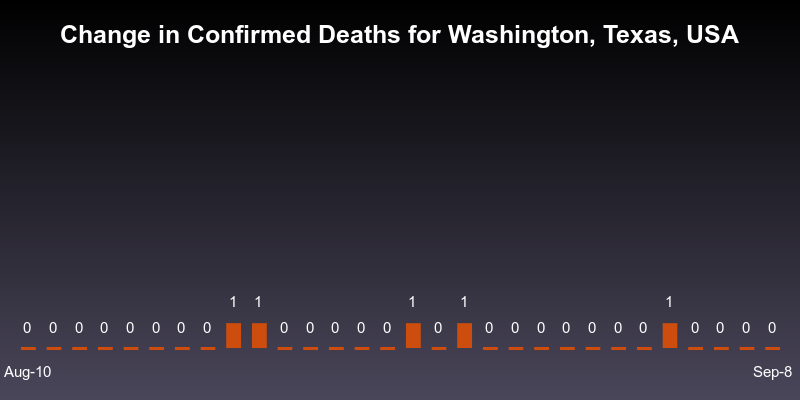 Change in Confirmed Deaths for Washington, Texas, USA
1 1 1 1 1
0 0 0 0 0 0 0 0 0 0 0 0 0 0 0 0 0 0 0 0 0 0 0 0 0
Aug-10 Sep-8